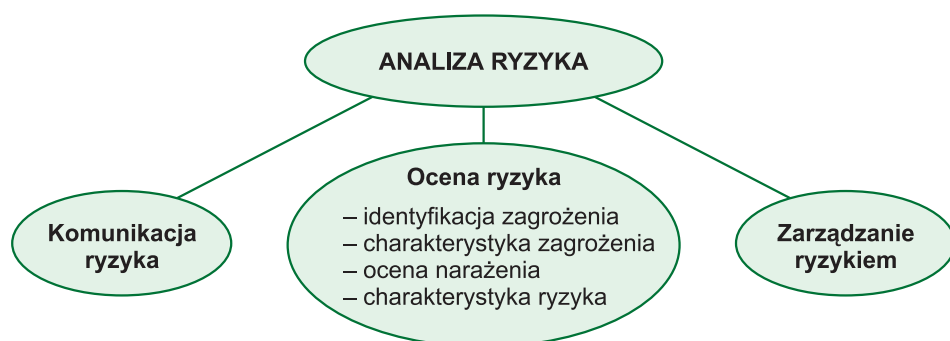 ANALIZA RYZYKA
Komunikacja
ryzyka
Ocena ryzyka
– identyfikacja zagrożenia
– charakterystyka zagrożenia
– ocena narażenia
– charakterystyka ryzyka
Zarządzanie
ryzykiem